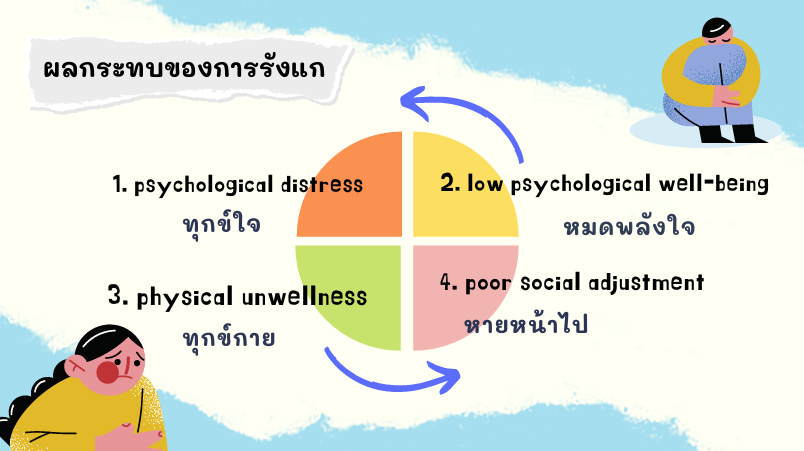 ผลกระทบของการรังแก
1. psychological distress
ทุกข์ใจ
2. low psychological well-being
หมดพลังใจ
3. physical unwellness
ทุกข์กาย
4. poor social adjustment
หายหน้าไป